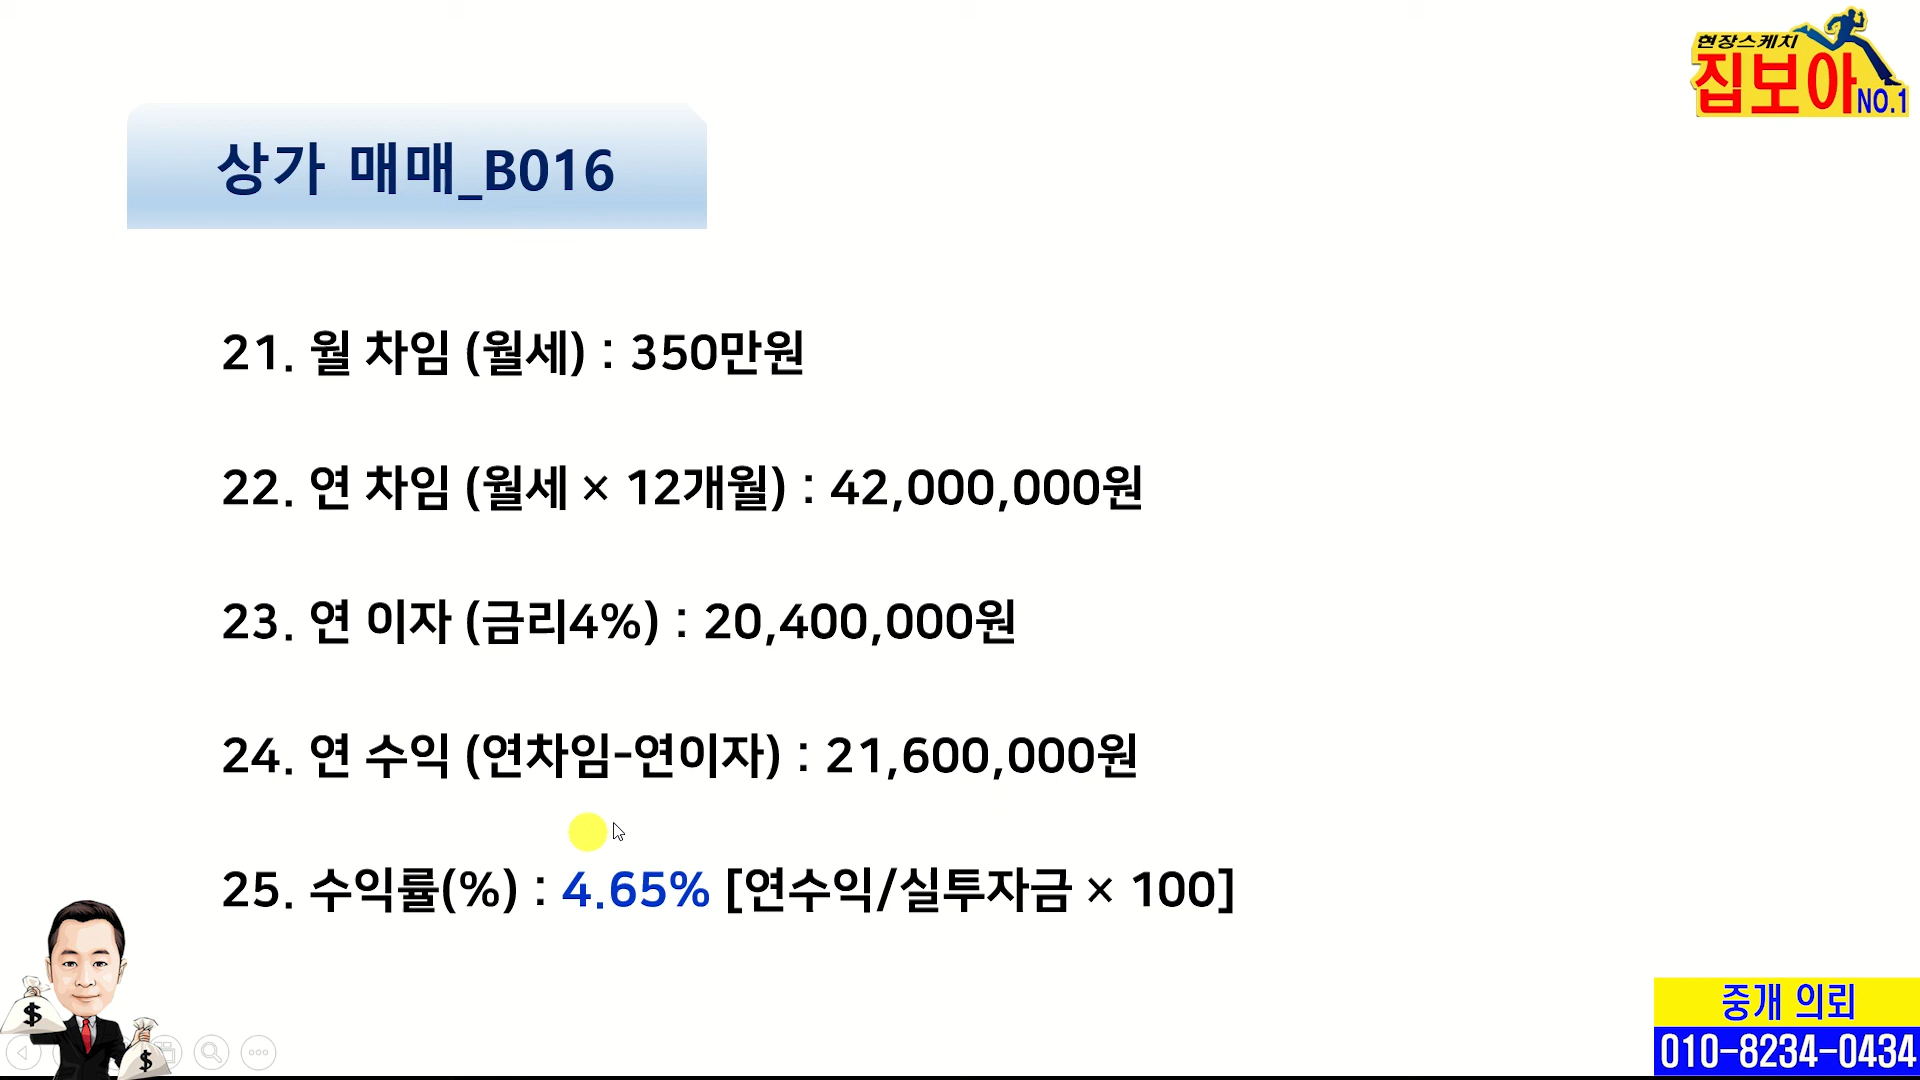 현장스케치
집보아NO.1
상가 매매_B016
21. 월 차임 (월세) : 350만원
22. 연 차임 (월세 × 12개월) : 42,000,000원
23. 연 이자 (금리4%) : 20,400,000원
24. 연 수익 (연차임-연이자) : 21,600,000원
25. 수익률(%) : 4.65% [연수익/실투자금 × 100]
$
$
중개 의뢰
010-8234-0434